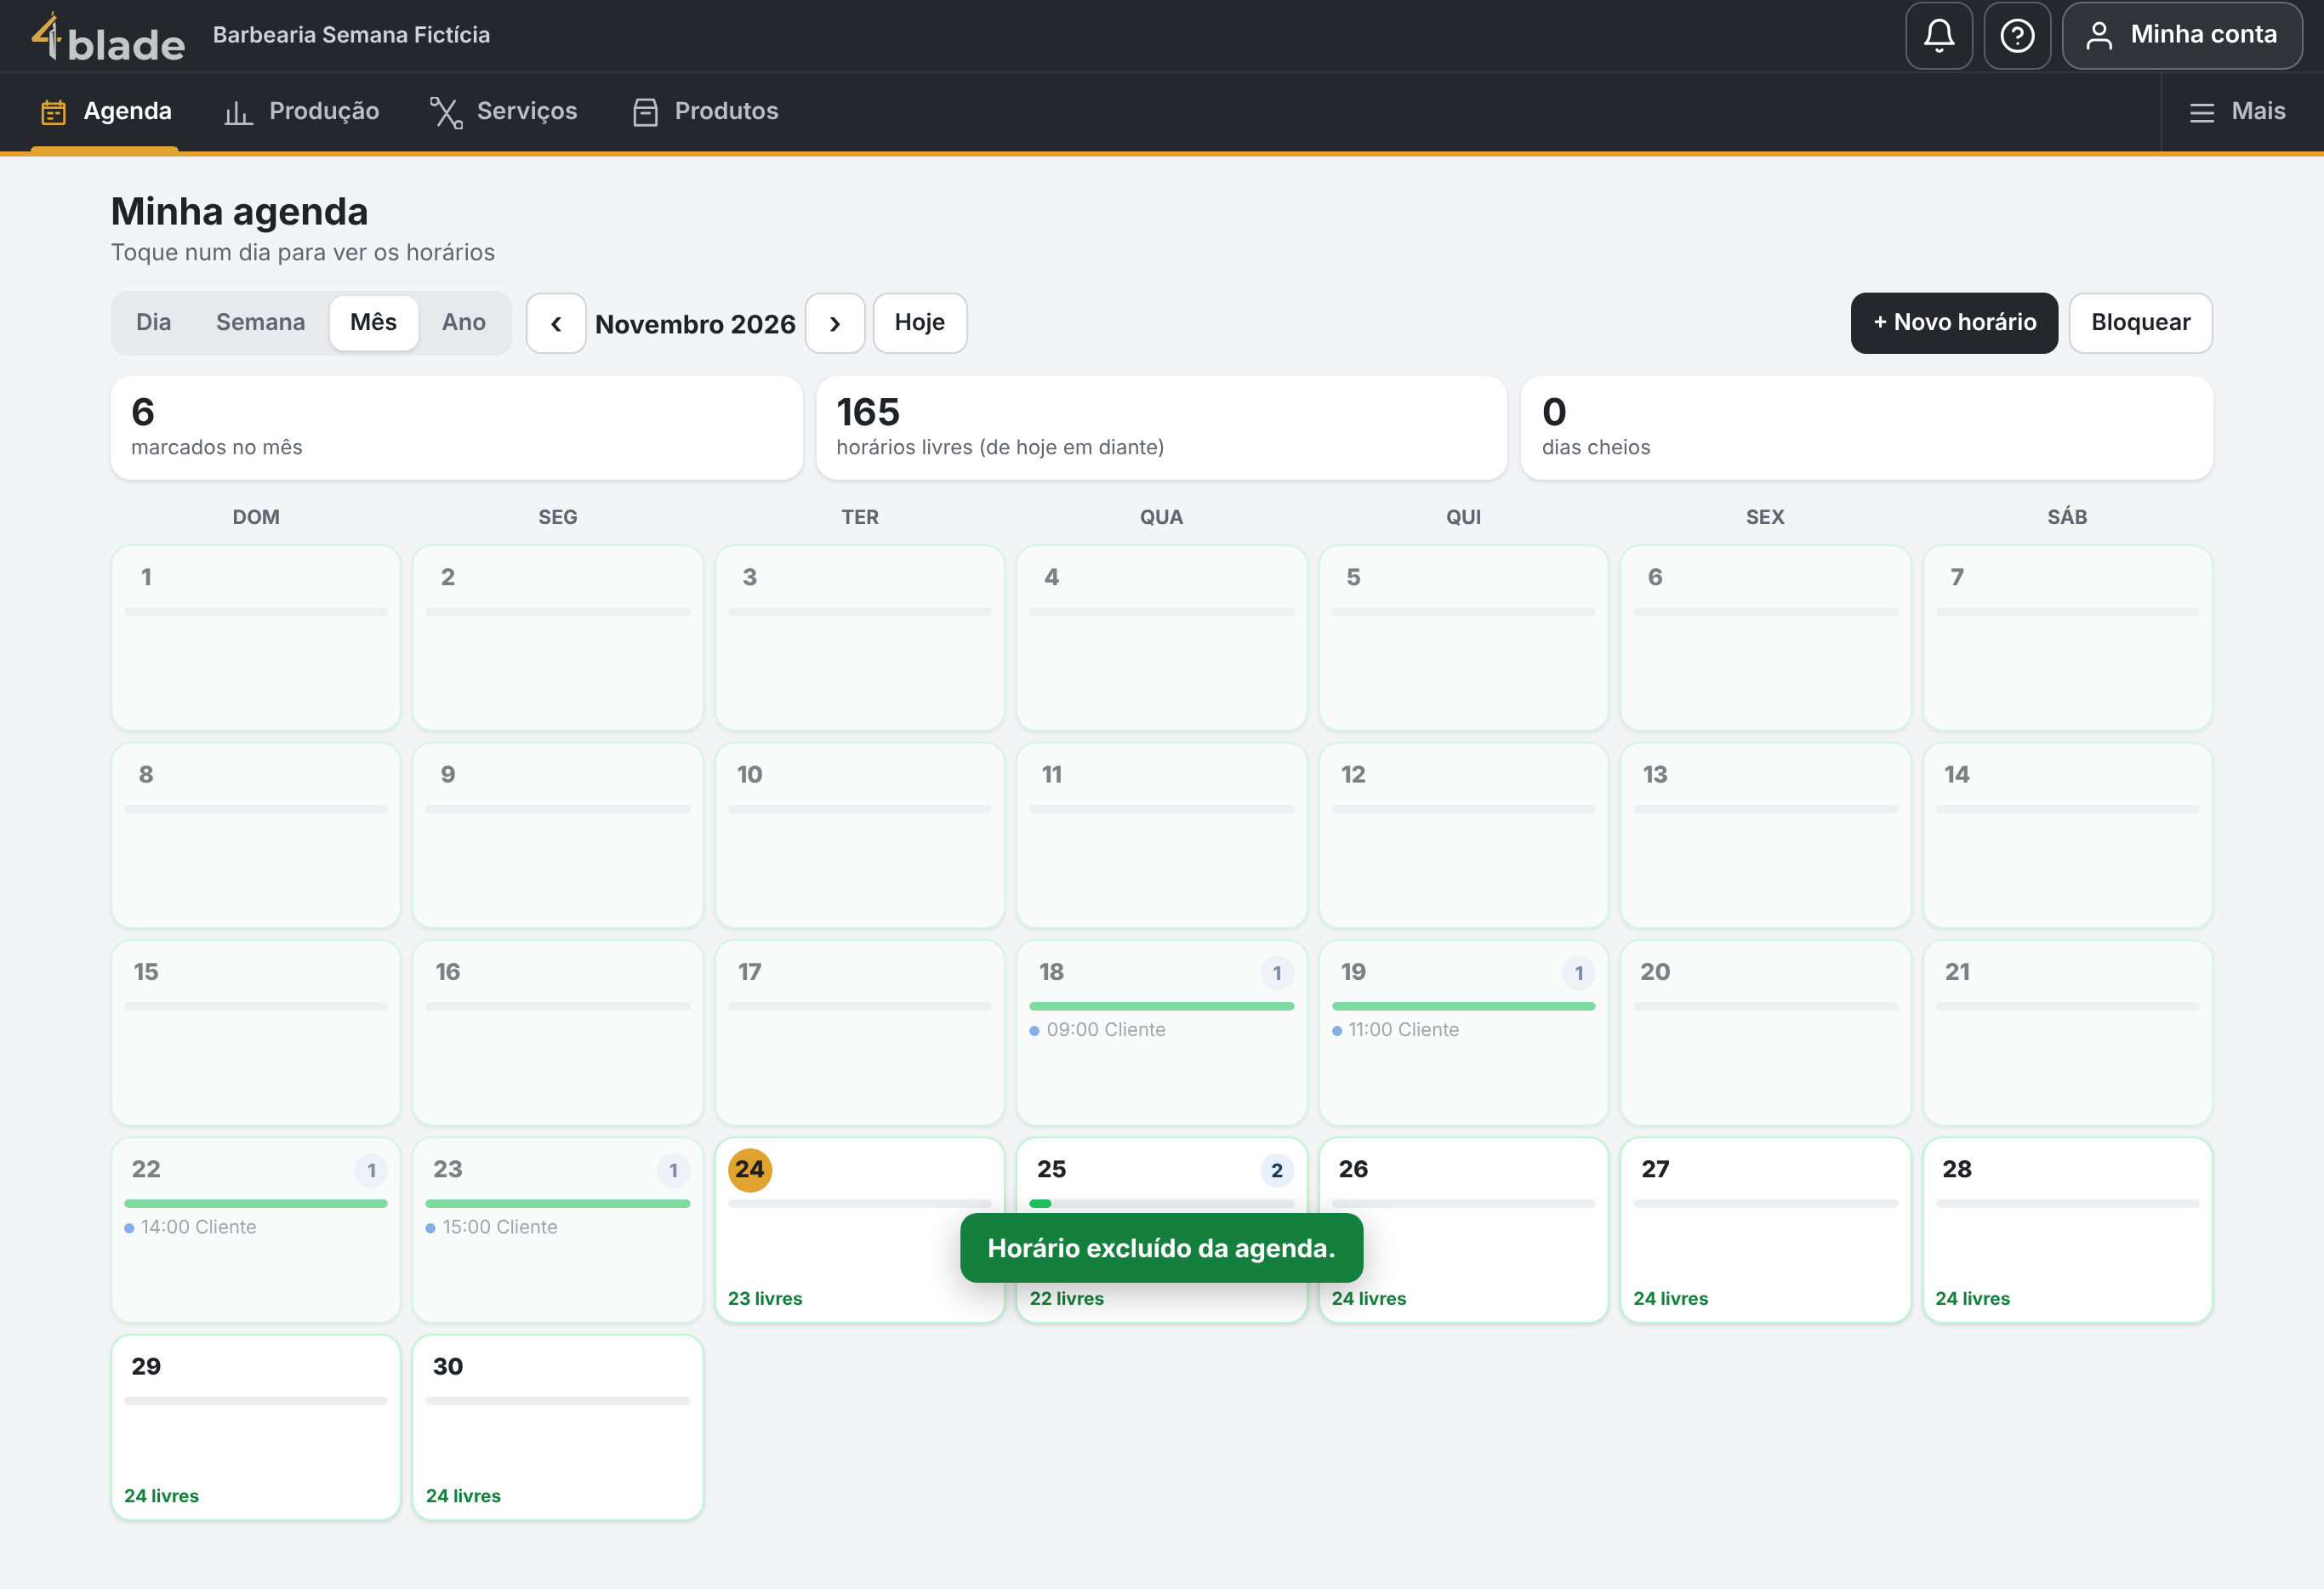 4blade Barbearia Semana Fictícia Minha conta
Agenda Produção Serviços Produtos Mais
Minha agenda
Toque num dia para ver os horários
Dia Semana Mês Ano ‹ Novembro 2026 › Hoje + Novo horário Bloquear
6 165 0
marcados no mês horários livres (de hoje em diante) dias cheios
DOM SEG TER QUA QUI SEX SÁB
1 2 3 4 5 6 7
8 9 10 11 12 13 14
15 16 17 18 1 19 1 20 21
09:00 Cliente 11:00 Cliente
22 1 23 1 24 25 2 26 27 28
14:00 Cliente 15:00 Cliente
Horário excluído da agenda.
23 livres 22 livres 24 livres 24 livres 24 livres
29 30
24 livres 24 livres